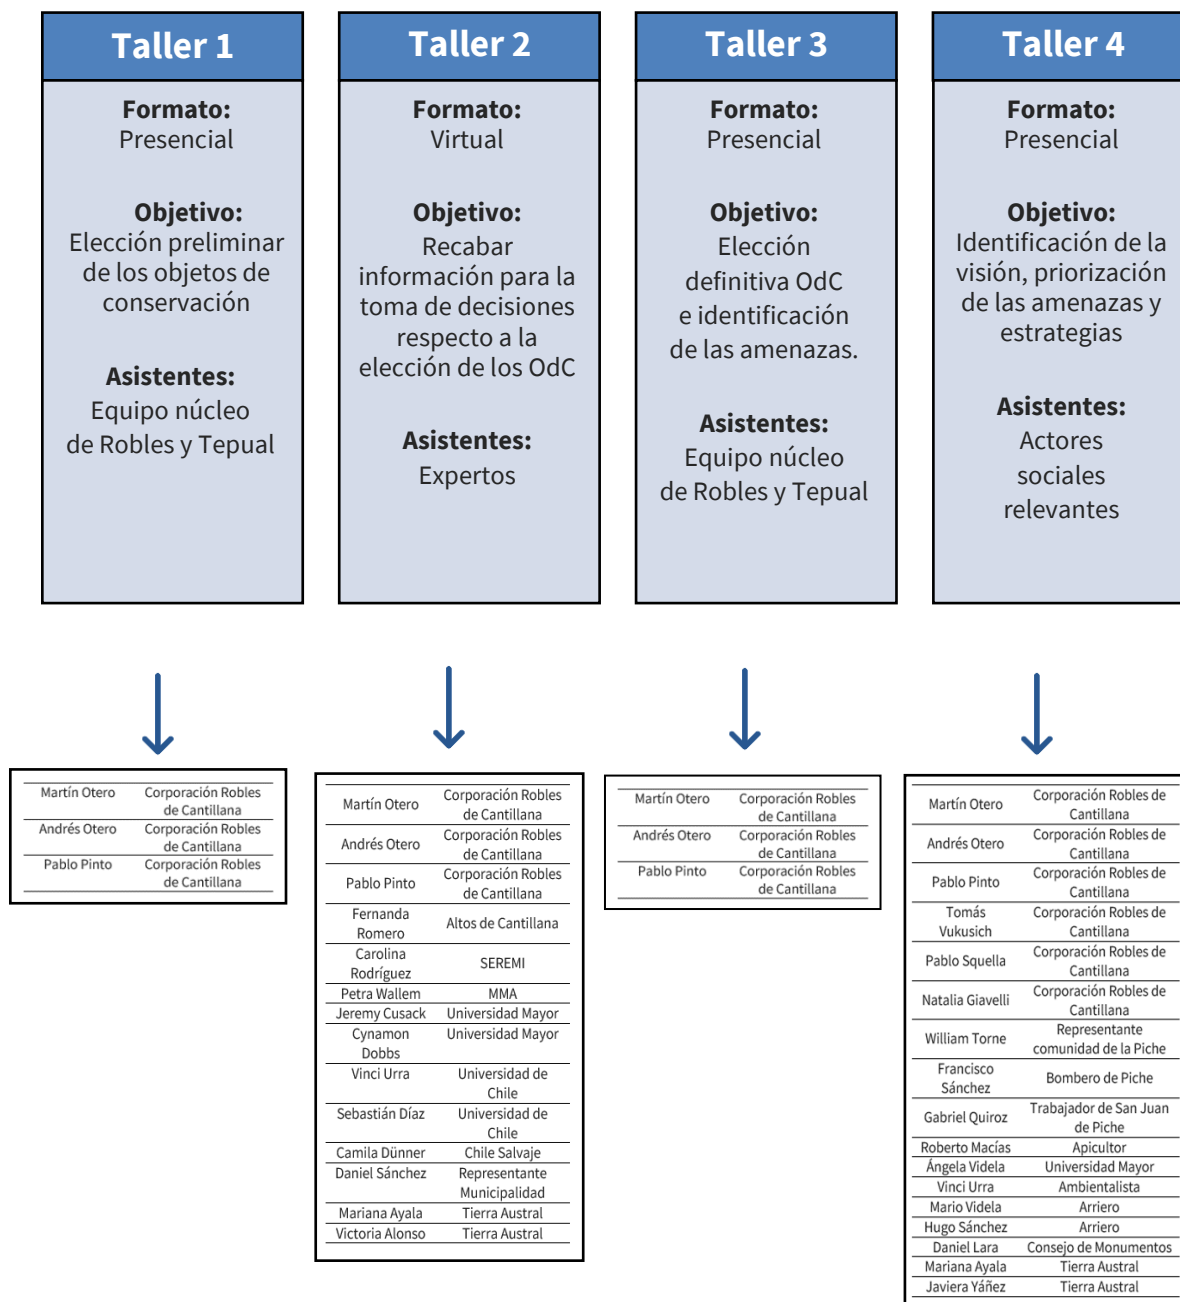 Taller 1
Formato:
Presencial
Objetivo:
Elección preliminar
de los objetos de
conservación
Asistentes:
Equipo núcleo
de Robles y Tepual
Taller 2
Formato:
Virtual
Objetivo:
Recabar
información para la
toma de decisiones
respecto a la
elección de los OdC
Asistentes:
Expertos
Taller 3
Formato:
Presencial
Objetivo:
Elección
definitiva OdC
e identificación
de las amenazas.
Asistentes:
Equipo núcleo
de Robles y Tepual
Taller 4
Formato:
Presencial
Objetivo:
Identificación de la
visión, priorización
de las amenazas y
estrategias
Asistentes:
Actores
sociales
relevantes
Martín Otero Corporación Robles
de Cantillana
Andrés Otero Corporación Robles
de Cantillana
Pablo Pinto Corporación Robles
de Cantillana
Martín Otero Corporación Robles
de Cantillana
Andrés Otero Corporación Robles
de Cantillana
Pablo Pinto Corporación Robles
de Cantillana
Fernanda
Romero Altos de Cantillana
Carolina
Rodríguez SEREMI
Petra Wallem MMA
Jeremy Cusack Universidad Mayor
Cynamon Universidad Mayor
Dobbs
Vinci Urra Universidad de
Chile
Sebastián Díaz Universidad de
Chile
Camila Dünner Chile Salvaje
Daniel Sánchez Representante
Municipalidad
Mariana Ayala Tierra Austral
Victoria Alonso Tierra Austral
Martín Otero Corporación Robles
de Cantillana
Andrés Otero Corporación Robles
de Cantillana
Pablo Pinto Corporación Robles
de Cantillana
Martín Otero Corporación Robles de
Cantillana
Andrés Otero Corporación Robles de
Cantillana
Pablo Pinto Corporación Robles de
Cantillana
Tomás Corporación Robles de
Vukusich Cantillana
Pablo Squella Corporación Robles de
Cantillana
Natalia Giavelli Corporación Robles de
Cantillana
William Torne Representante
comunidad de la Piche
Francisco
Sánchez Bombero de Piche
Gabriel Quiroz Trabajador de San Juan
de Piche
Roberto Macías Apicultor
Ángela Videla Universidad Mayor
Vinci Urra Ambientalista
Mario Videla Arriero
Hugo Sánchez Arriero
Daniel Lara Consejo de Monumentos
Mariana Ayala Tierra Austral
Javiera Yáñez Tierra Austral